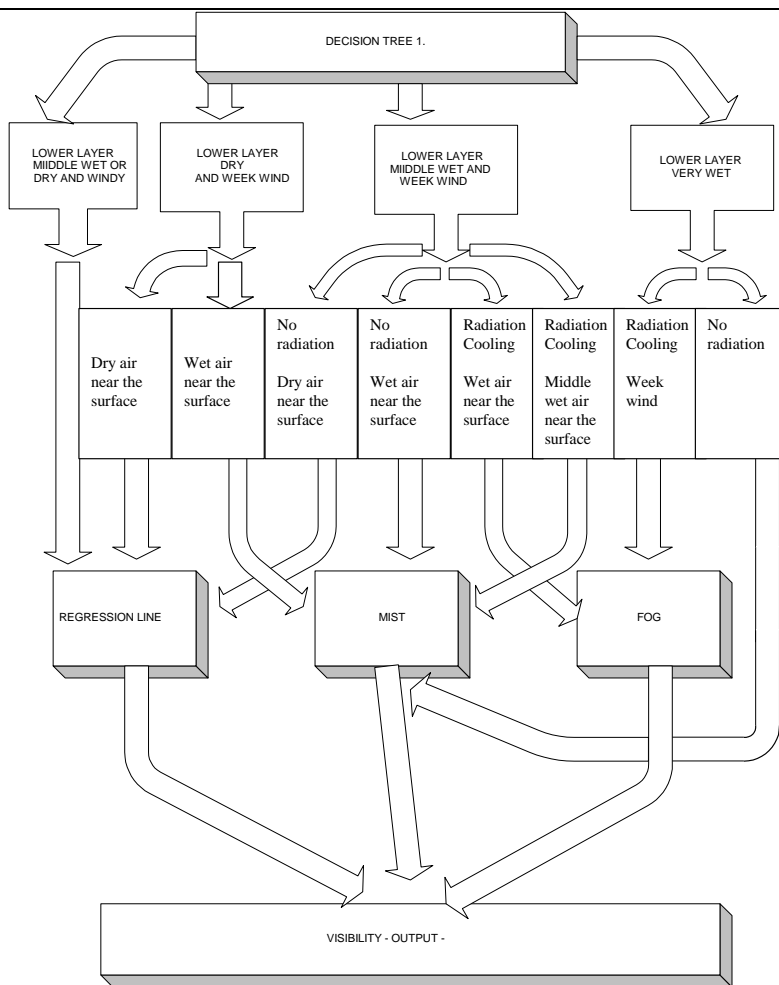 DECISION TREE 1.
LOWER LAYER
MIIDDLE WET OR
DRY AND WINDY
LOWER LAYER
DRY
AND WEEK WIND
LOWER LAYER
MIIDDLE WET AND
WEEK WIND
LOWER LAYER
VERY WET
Dry air
near the
surface
Wet air
near the
surface
No
radiation
Dry air
near the
surface
No
radiation
Wet air
near the
surface
Radiation
Cooling
Wet air
near the
surface
Radiation
Cooling
Middle
wet air
near the
surface
Radiation
Cooling
Week
wind
No
radiation
REGRESSION LINE
MIST
FOG
VISIBILITY - OUTPUT -